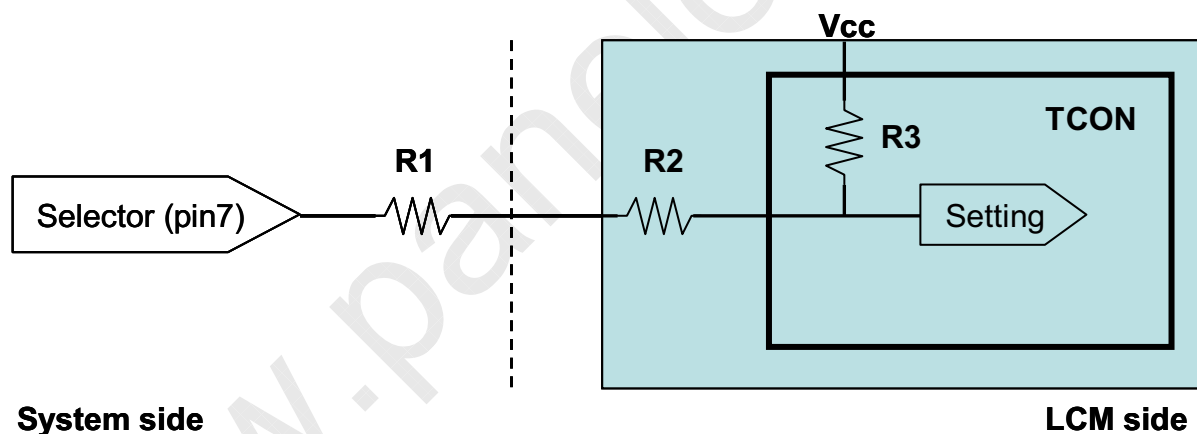 Vcc
TCON
R3
R1
R2
Selector (pin7)
Setting
System side
LCM side